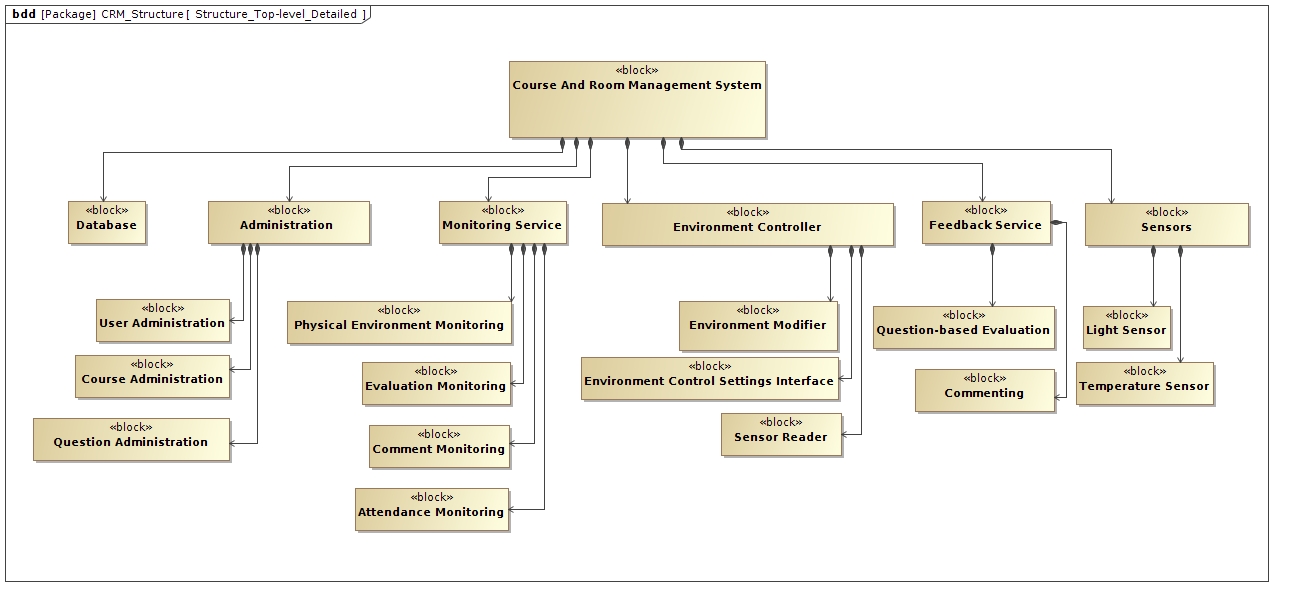 bdd [Package] CRM_Structure[ Structure_Top-level_Detailed ]
«block»
Course And Room Management System
«block»
Database
«block»
Administration
«block»
Monitoring Service
«block»
Environment Controller
«block»
Feedback Service
«block»
Sensors
«block»
User Administration
«block»
Course Administration
«block»
Question Administration
«block»
Physical Environment Monitoring
«block»
Evaluation Monitoring
«block»
Comment Monitoring
«block»
Attendance Monitoring
«block»
Environment Modifier
«block»
Environment Control Settings Interface
«block»
Sensor Reader
«block»
Question-based Evaluation
«block»
Commenting
«block»
Light Sensor
«block»
Temperature Sensor